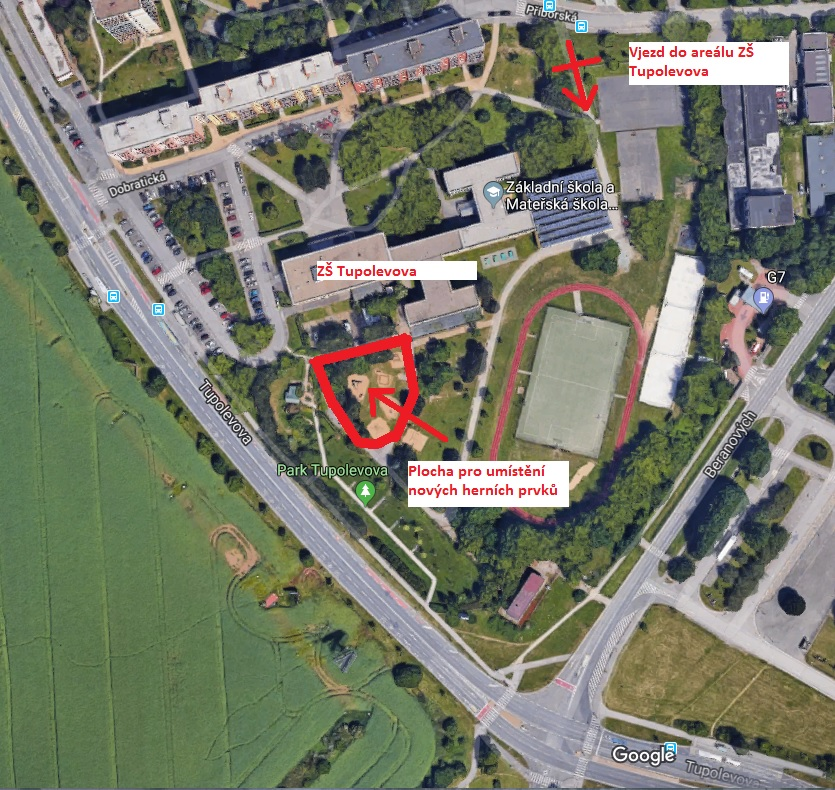 Příborská
Vjezd do areálu ZŠ
Tupolevova
Dobratická
Základní škola a
Mateřská škola...
ZŠ Tupolevova
G7
Tupolevova
Beranových
Park Tupolevova
Plocha pro umístění
nových herních prvků
Google
Tupolevova